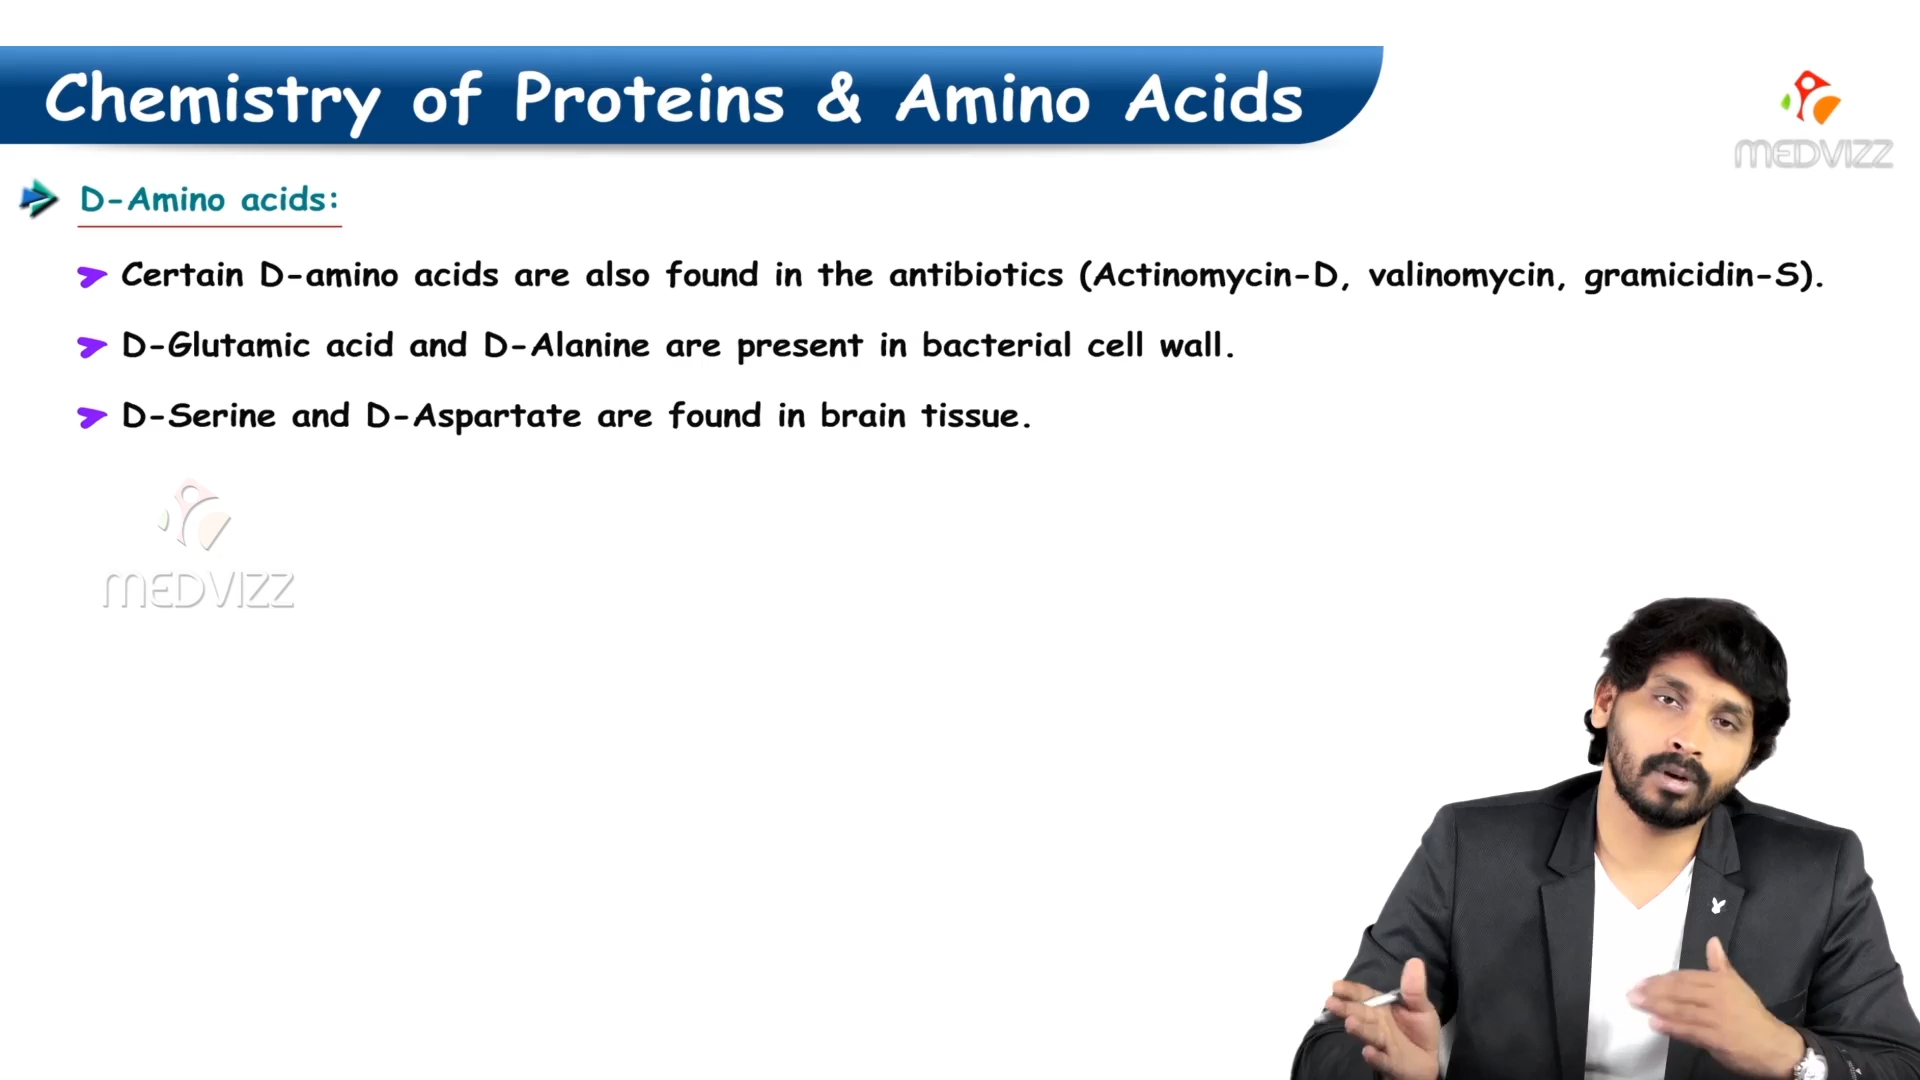 Chemistry of Proteins & Amino Acids
MEDVIZZ
D-Amino acids:
Certain D-amino acids are also found in the antibiotics (Actinomycin-D, valinomycin, gramicidin-S).
D-Glutamic acid and D-Alanine are present in bacterial cell wall.
D-Serine and D-Aspartate are found in brain tissue.
MEDVIZZ